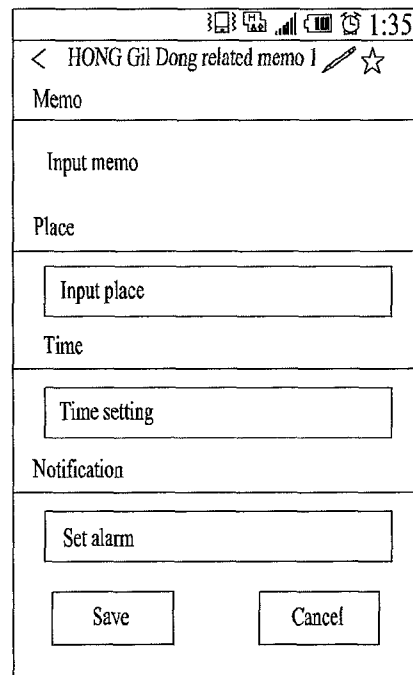 1:35
< HONG Gil Dong related memo 1
Memo
Input memo
Place
Input place
Time
Time setting
Notification
Set alarm
Save Cancel